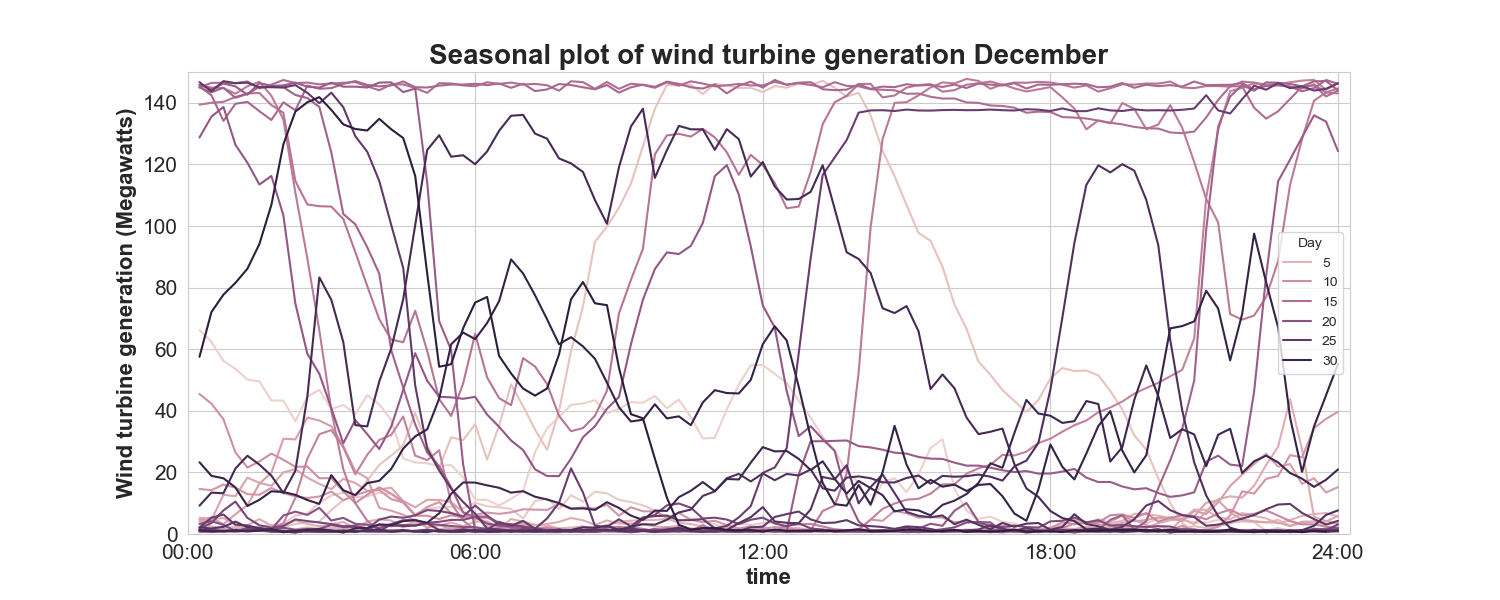 Seasonal plot of wind turbine generation December
Wind turbine generation (Megawatts)
140
120
100
80
60
40
20
0
Day
5
10
15
20
25
30
00:00 06:00 12:00 18:00 24:00
time